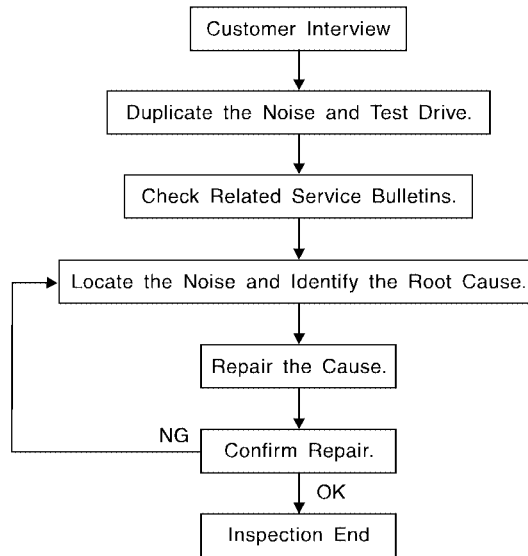 Customer Interview
Duplicate the Noise and Test Drive.
Check Related Service Bulletins.
Locate the Noise and Identify the Root Cause.
Repair the Cause.
NG
Confirm Repair.
OK
Inspection End